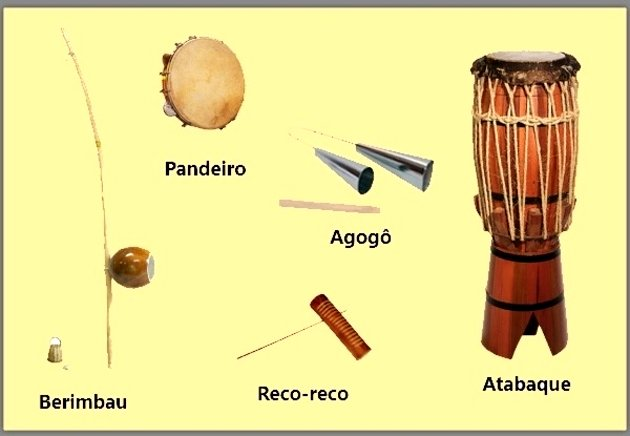 Pandeiro
Agogô
Berimbau
Reco-reco
Atabaque